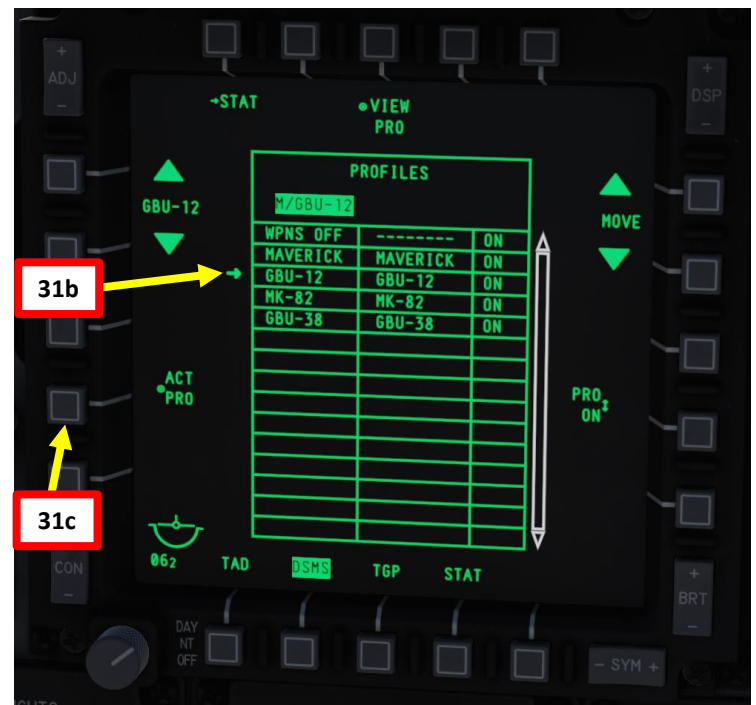 +
ADJ
-
+
DSP
-
→STAT
VIEW
PRO
PROFILES
M/GBU-12
GBU-12
MOVE
WPNS OFF -------- ON
MAVERICK MAVERICK ON
GBU-12 GBU-12 ON
MK-82 MK-82 ON
GBU-38 GBU-38 ON
31b
ACT
PRO
PRO↕
ON
31c
CON
-
062
TAD DSMS TGP STAT
+
BRT
-
DAY
NT
OFF
- SYM +